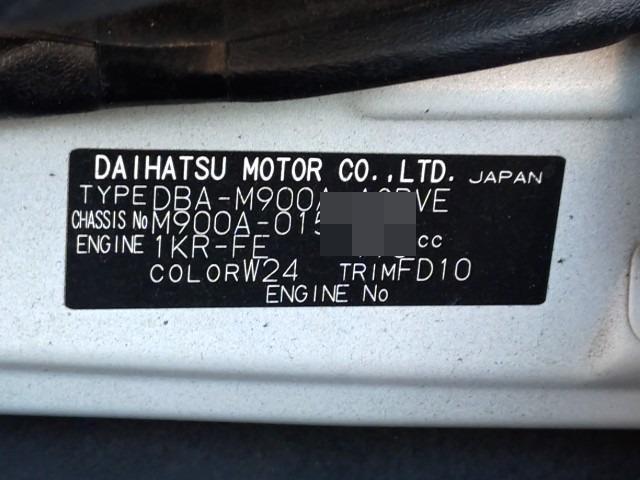 DAIHATSU MOTOR CO.,LTD. JAPAN
TYPE DBA-M900A-
CHASSIS No M900A-015
ENGINE 1KR-FE cc
COLOR W24 TRIM FD10
ENGINE No